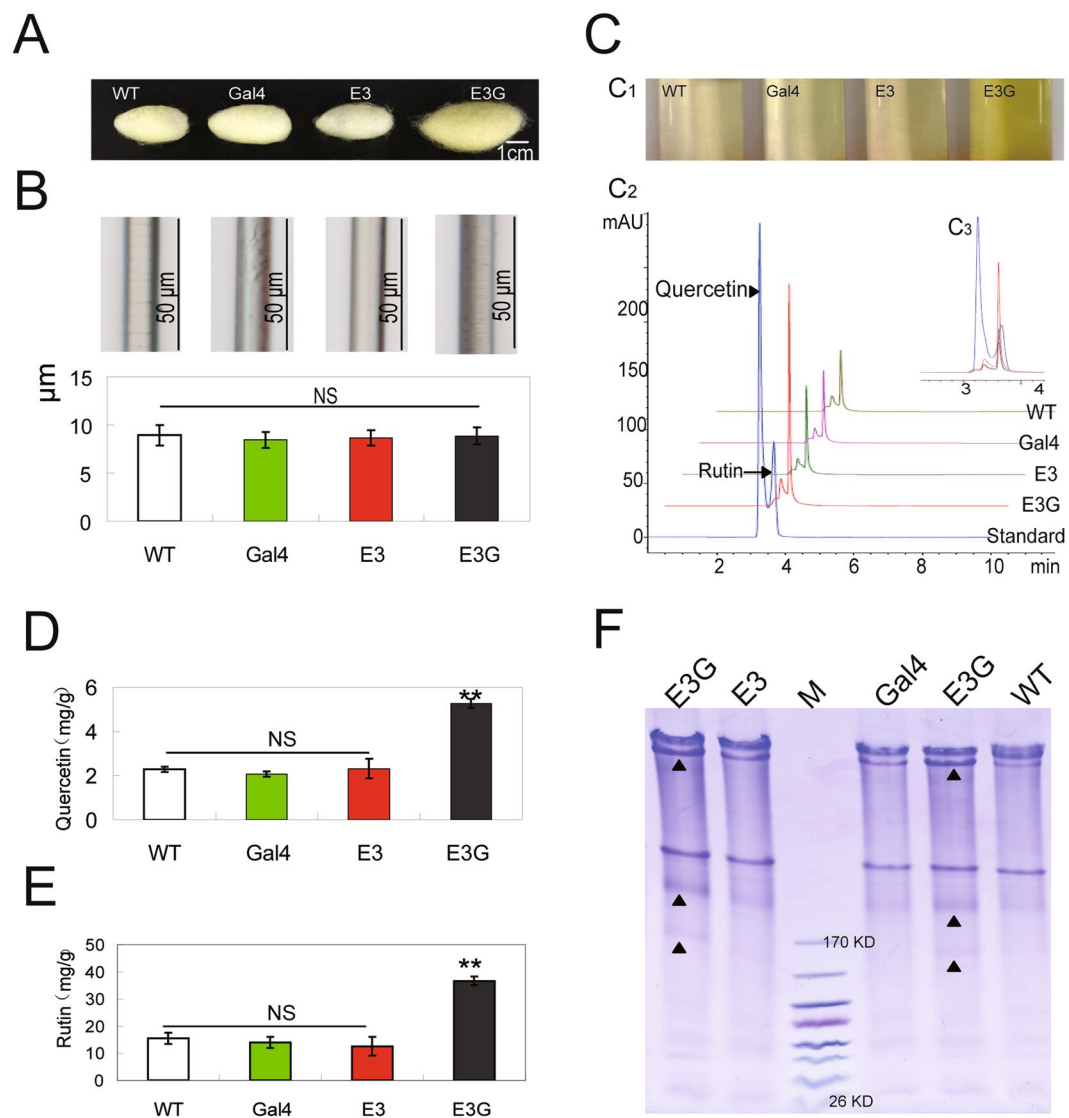 A
WT Gal4 E3 E3G
1cm
B
50 µm 50 µm 50 µm 50 µm
µm
15
10
5
0
NS
WT Gal4 E3 E3G
C
C1
WT Gal4 E3 E3G
C2
mAU
200
150
100
50
0
Quercetin
Rutin
C3
3 4
WT
Gal4
E3
E3G
Standard
2 4 6 8 10 min
D
Quercetin（mg/g）
6
4
2
0
NS
**
WT Gal4 E3 E3G
E
Rutin（mg/g）
50
40
30
20
10
0
NS
**
WT Gal4 E3 E3G
F
E3G E3 M Gal4 E3G WT
170 KD
26 KD